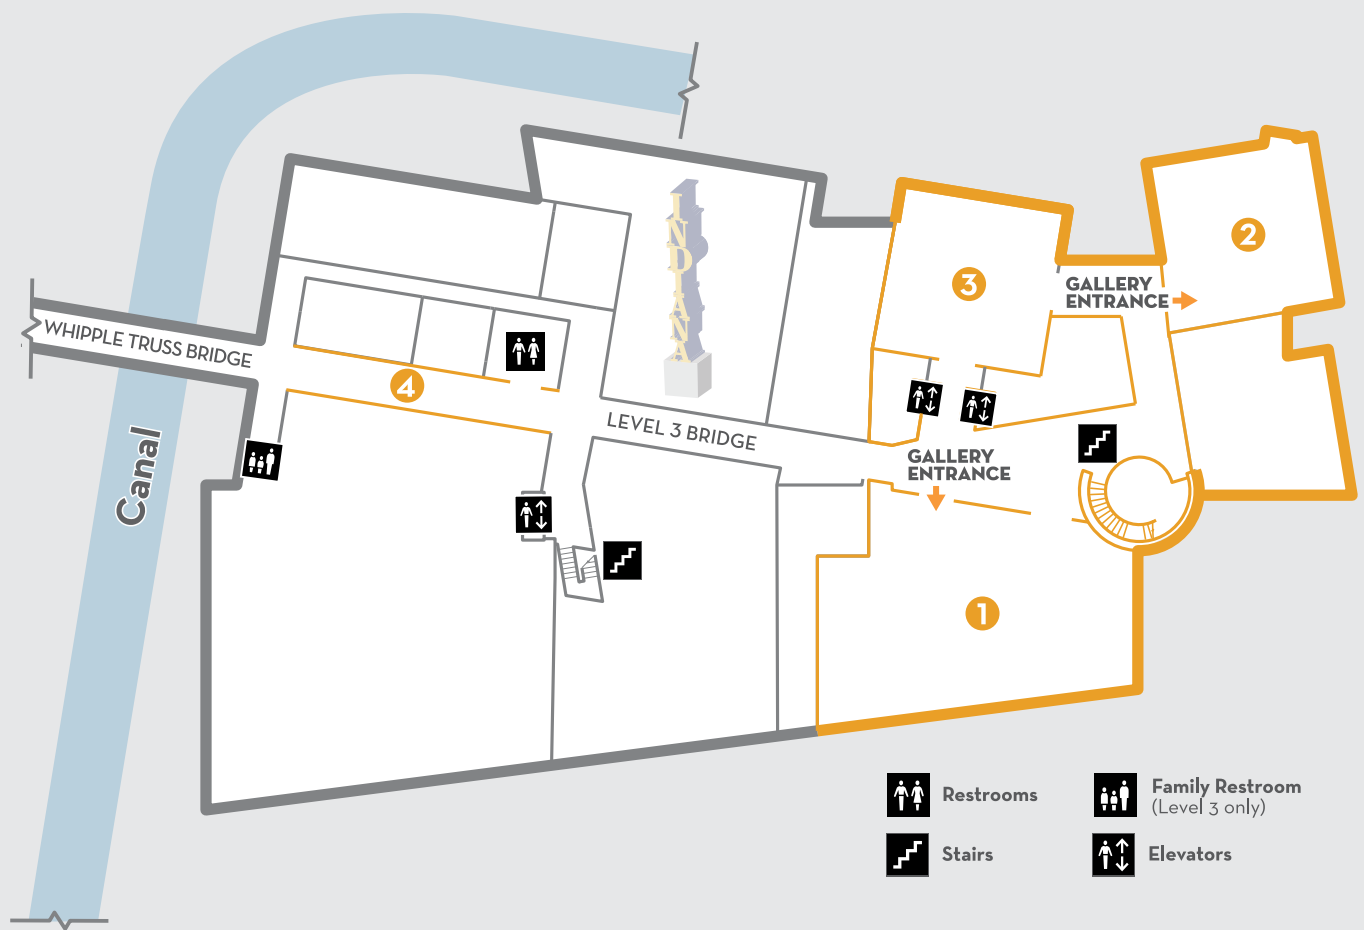 INDIANA
2
3
GALLERY
ENTRANCE
WHIPPLE TRUSS BRIDGE
4
LEVEL 3 BRIDGE
GALLERY
ENTRANCE
Canal
1
Restrooms
Family Restroom
(Level 3 only)
Stairs
Elevators